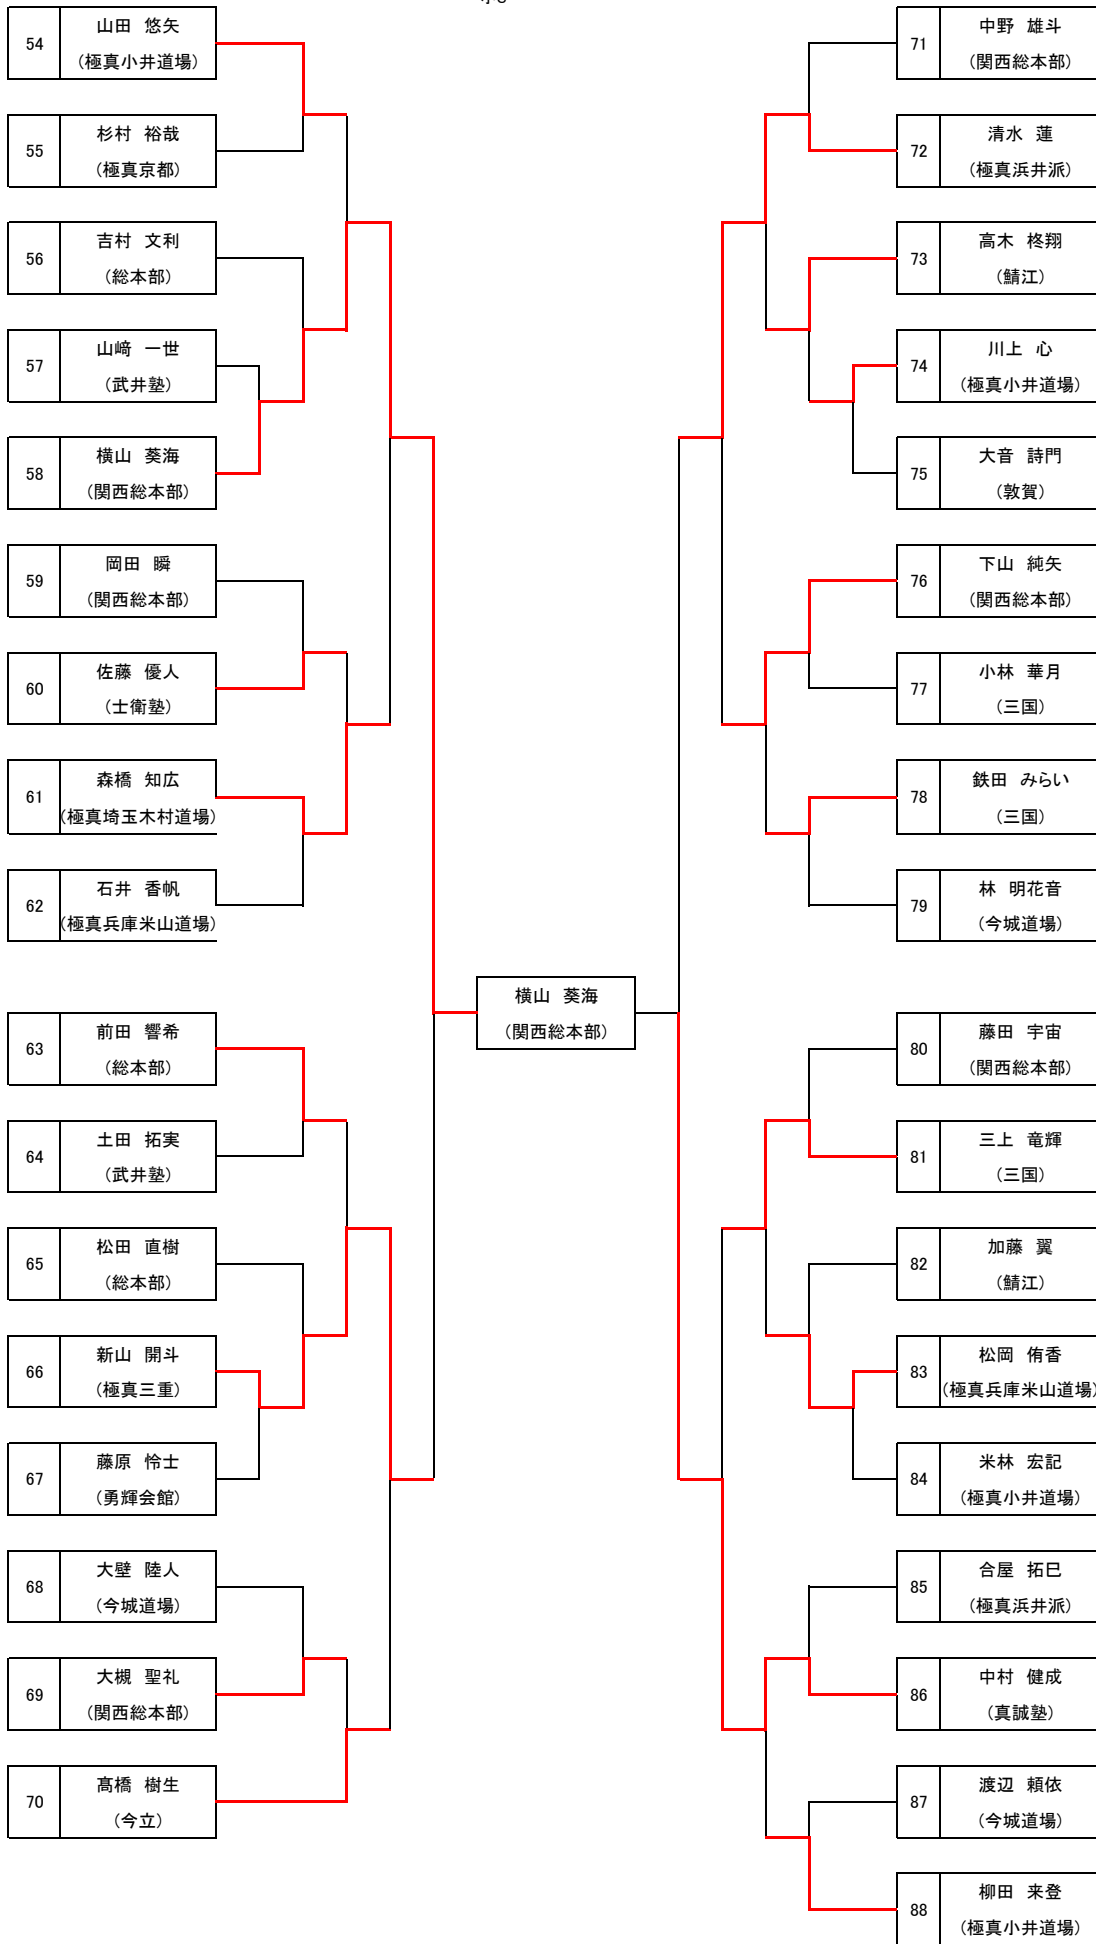 54
山田 悠矢
(極真小井道場)
55
杉村 裕哉
(極真京都)
56
吉村 文利
(総本部)
57
山﨑 一世
(武井塾)
58
横山 葵海
(関西総本部)
59
岡田 瞬
(関西総本部)
60
佐藤 優人
(士衛塾)
61
森橋 知広
(極真埼玉木村道場)
62
石井 香帆
(極真兵庫米山道場)
63
前田 響希
(総本部)
64
土田 拓実
(武井塾)
65
松田 直樹
(総本部)
66
新山 開斗
(極真三重)
67
藤原 怜士
(勇輝会館)
68
大壁 陸人
(今城道場)
69
大槻 聖礼
(関西総本部)
70
髙橋 樹生
(今立)
横山 葵海
(関西総本部)
71
中野 雄斗
(関西総本部)
72
清水 蓮
(極真浜井派)
73
高木 柊翔
(鯖江)
74
川上 心
(極真小井道場)
75
大音 詩門
(敦賀)
76
下山 純矢
(関西総本部)
77
小林 華月
(三国)
78
鉄田 みらい
(三国)
79
林 明花音
(今城道場)
80
藤田 宇宙
(関西総本部)
81
三上 竜輝
(三国)
82
加藤 翼
(鯖江)
83
松岡 侑香
(極真兵庫米山道場)
84
米林 宏記
(極真小井道場)
85
合屋 拓巳
(極真浜井派)
86
中村 健成
(真誠塾)
87
渡辺 頼依
(今城道場)
88
柳田 来登
(極真小井道場)